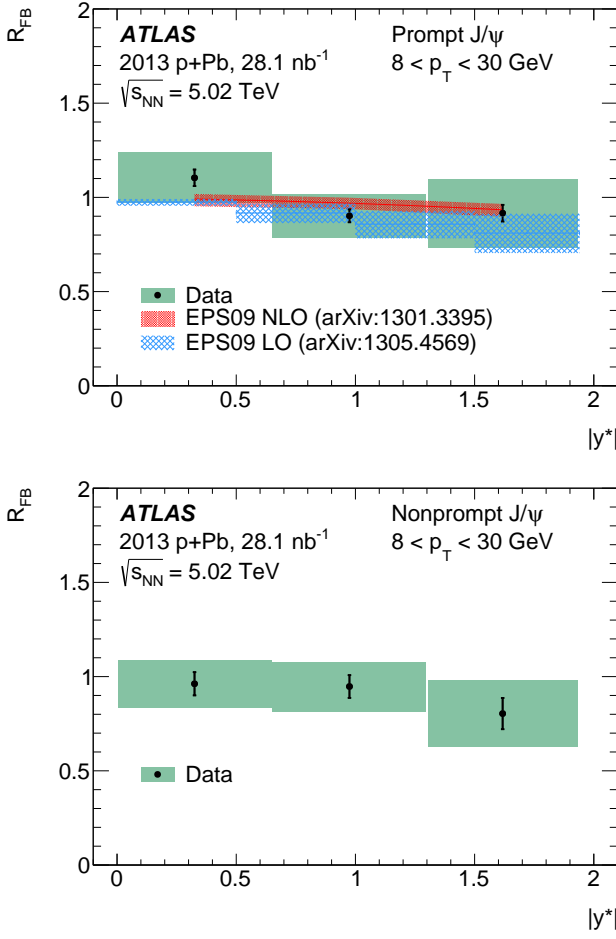 R_FB
2
ATLAS
Prompt J/ψ
2013 p+Pb, 28.1 nb⁻¹
8 < p_T < 30 GeV
√s_NN = 5.02 TeV
1.5
1
0.5
Data
EPS09 NLO (arXiv:1301.3395)
EPS09 LO (arXiv:1305.4569)
0
0 0.5 1 1.5 2
|y*|
R_FB
2
ATLAS
Nonprompt J/ψ
2013 p+Pb, 28.1 nb⁻¹
8 < p_T < 30 GeV
√s_NN = 5.02 TeV
1.5
1
0.5
Data
0
0 0.5 1 1.5 2
|y*|